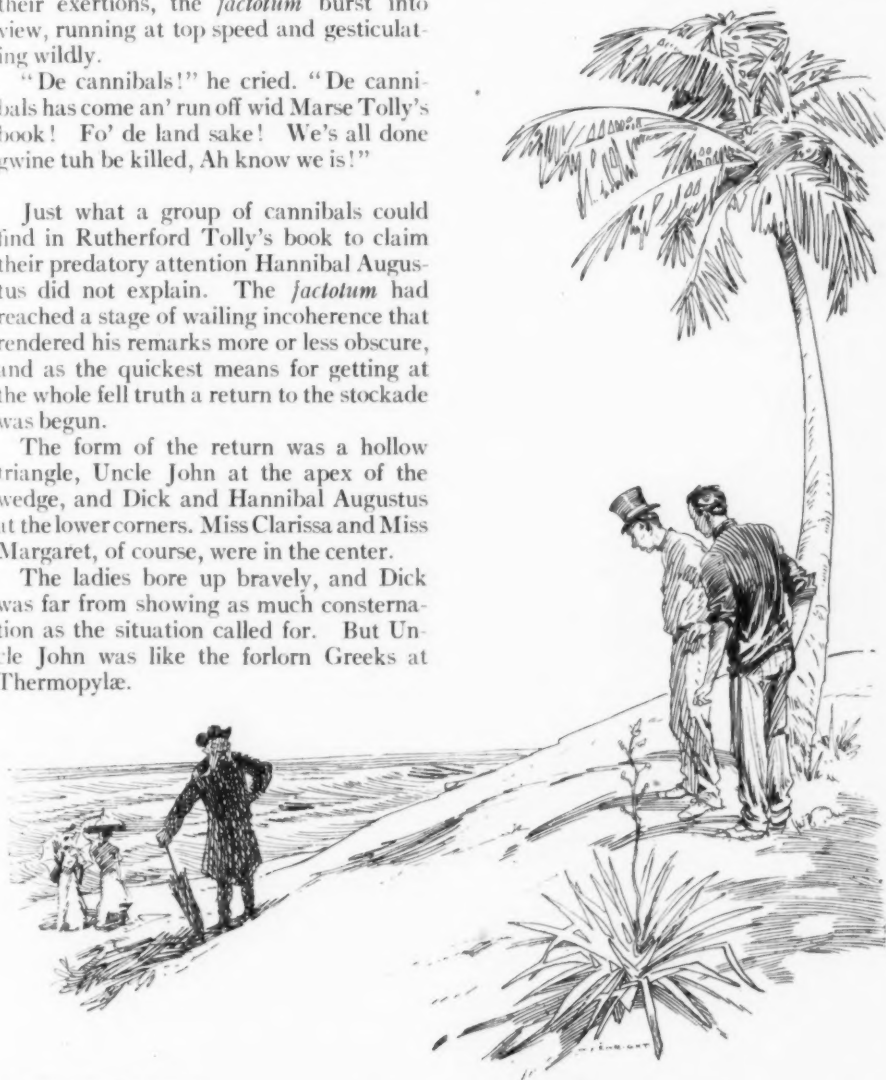 their exertions, the factotum burst into
view, running at top speed and gesticulat-
ing wildly.
"De cannibals!" he cried. "De canni-
bals has come an' run off wid Marse Tolly's
book! Fo' de land sake! We's all done
gwine tuh be killed, Ah know we is!"
Just what a group of cannibals could
find in Rutherford Tolly's book to claim
their predatory attention Hannibal Augus-
tus did not explain. The factotum had
reached a stage of wailing incoherence that
rendered his remarks more or less obscure,
and as the quickest means for getting at
the whole fell truth a return to the stockade
was begun.
The form of the return was a hollow
triangle, Uncle John at the apex of the
wedge, and Dick and Hannibal Augustus
at the lower corners. Miss Clarissa and Miss
Margaret, of course, were in the center.
The ladies bore up bravely, and Dick
was far from showing as much consterna-
tion as the situation called for. But Un-
cle John was like the forlorn Greeks at
Thermopylæ.